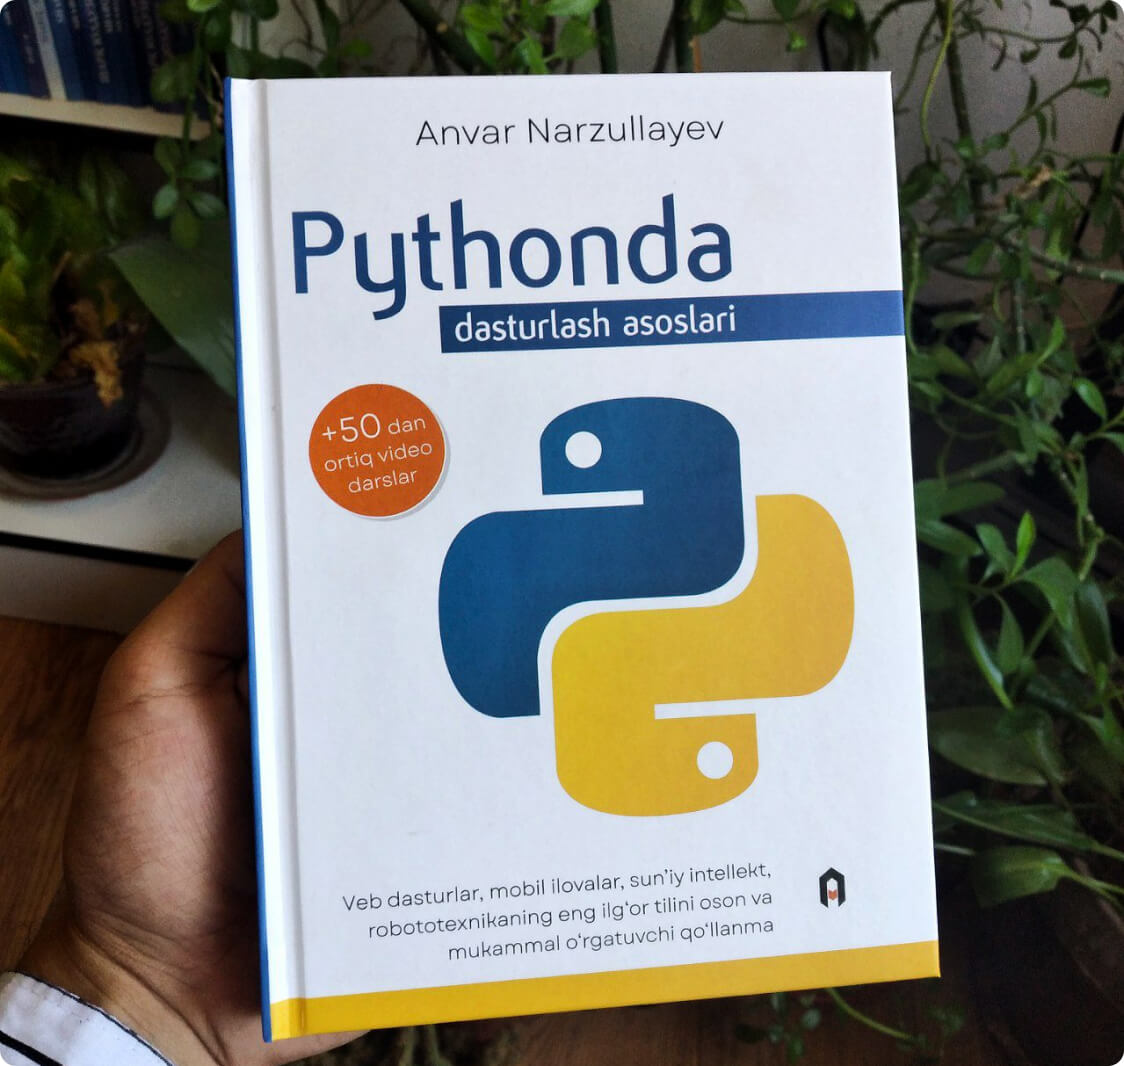 Anvar Narzullayev
Pythonda
dasturlash asoslari
+50 dan
ortiq video
darslar
Veb dasturlar, mobil ilovalar, sun’iy intellekt,
robototexnikaning eng ilg‘or tilini oson va
mukammal o‘rgatuvchi qo‘llanma